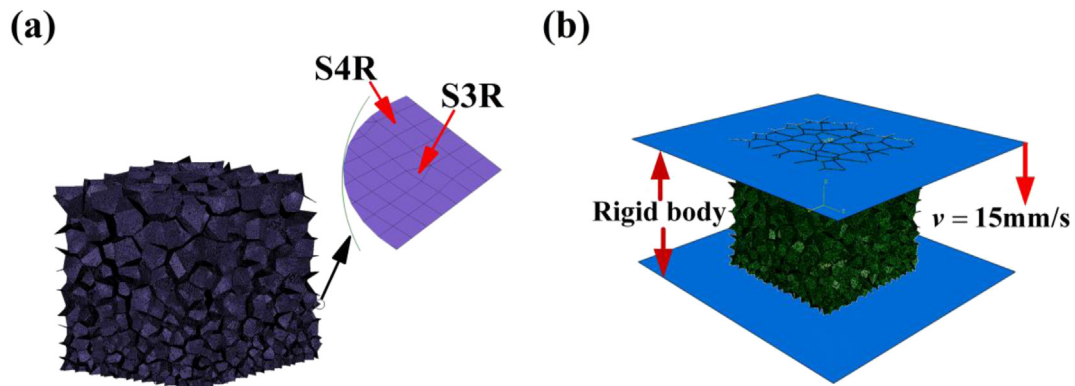 (a)
S4R
S3R
(b)
Rigid body
v = 15mm/s